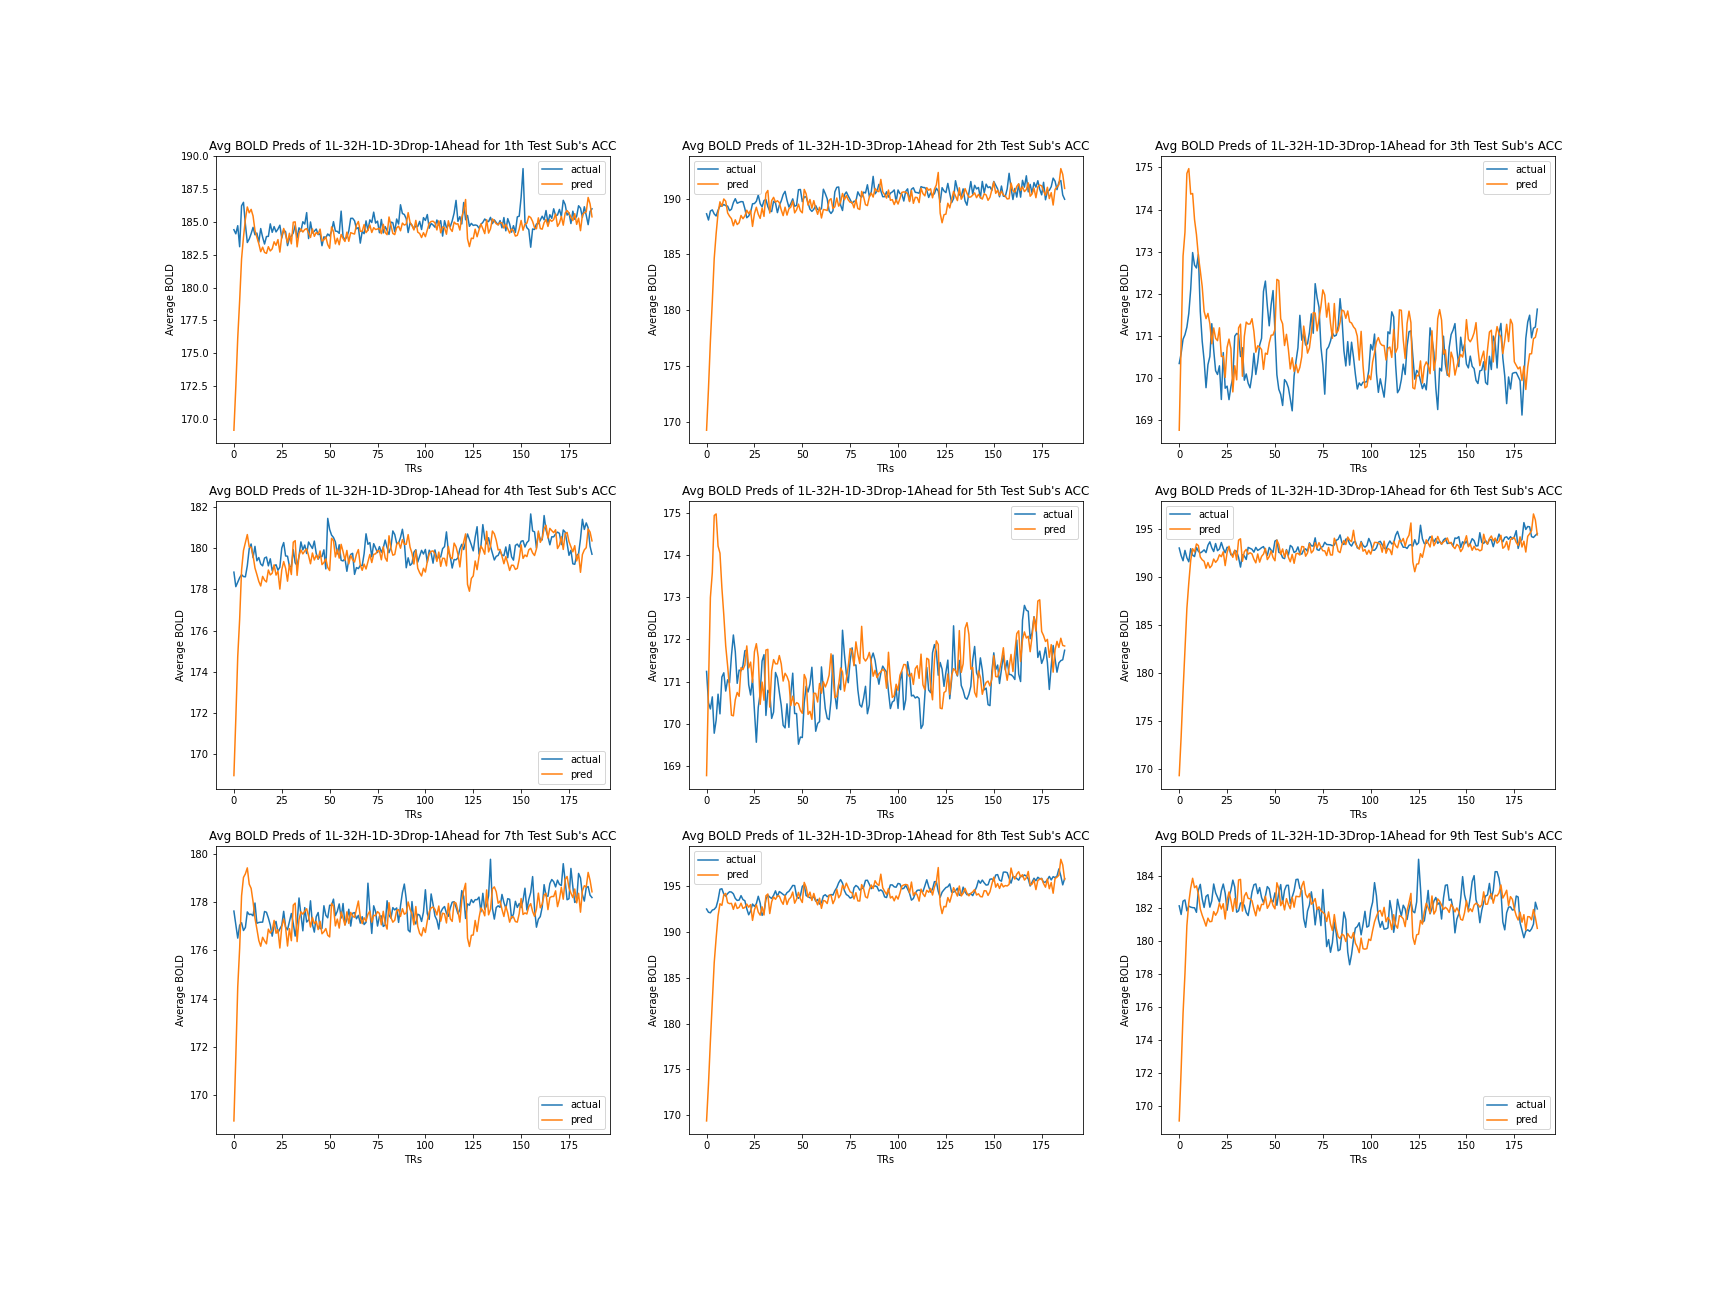 Avg BOLD Preds of 1L-32H-1D-3Drop-1Ahead for 1th Test Sub's ACC
190.0
187.5
185.0
182.5
180.0
177.5
175.0
172.5
170.0
Average BOLD
0 25 50 75 100 125 150 175
TRs
actual
pred
Avg BOLD Preds of 1L-32H-1D-3Drop-1Ahead for 2th Test Sub's ACC
190
185
180
175
170
Average BOLD
0 25 50 75 100 125 150 175
TRs
actual
pred
Avg BOLD Preds of 1L-32H-1D-3Drop-1Ahead for 3th Test Sub's ACC
175
174
173
172
171
170
169
Average BOLD
0 25 50 75 100 125 150 175
TRs
actual
pred
Avg BOLD Preds of 1L-32H-1D-3Drop-1Ahead for 4th Test Sub's ACC
182
180
178
176
174
172
170
Average BOLD
0 25 50 75 100 125 150 175
TRs
actual
pred
Avg BOLD Preds of 1L-32H-1D-3Drop-1Ahead for 5th Test Sub's ACC
175
174
173
172
171
170
169
Average BOLD
0 25 50 75 100 125 150 175
TRs
actual
pred
Avg BOLD Preds of 1L-32H-1D-3Drop-1Ahead for 6th Test Sub's ACC
195
190
185
180
175
170
Average BOLD
0 25 50 75 100 125 150 175
TRs
actual
pred
Avg BOLD Preds of 1L-32H-1D-3Drop-1Ahead for 7th Test Sub's ACC
180
178
176
174
172
170
Average BOLD
0 25 50 75 100 125 150 175
TRs
actual
pred
Avg BOLD Preds of 1L-32H-1D-3Drop-1Ahead for 8th Test Sub's ACC
195
190
185
180
175
170
Average BOLD
0 25 50 75 100 125 150 175
TRs
actual
pred
Avg BOLD Preds of 1L-32H-1D-3Drop-1Ahead for 9th Test Sub's ACC
184
182
180
178
176
174
172
170
Average BOLD
0 25 50 75 100 125 150 175
TRs
actual
pred